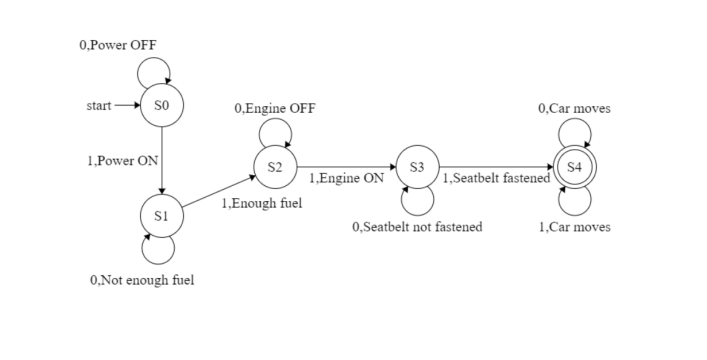 0,Power OFF
start
S0
0,Engine OFF
0,Car moves
1,Power ON
S2
S3
S4
1,Engine ON
1,Seatbelt fastened
S1
1,Enough fuel
0,Seatbelt not fastened
1,Car moves
0,Not enough fuel